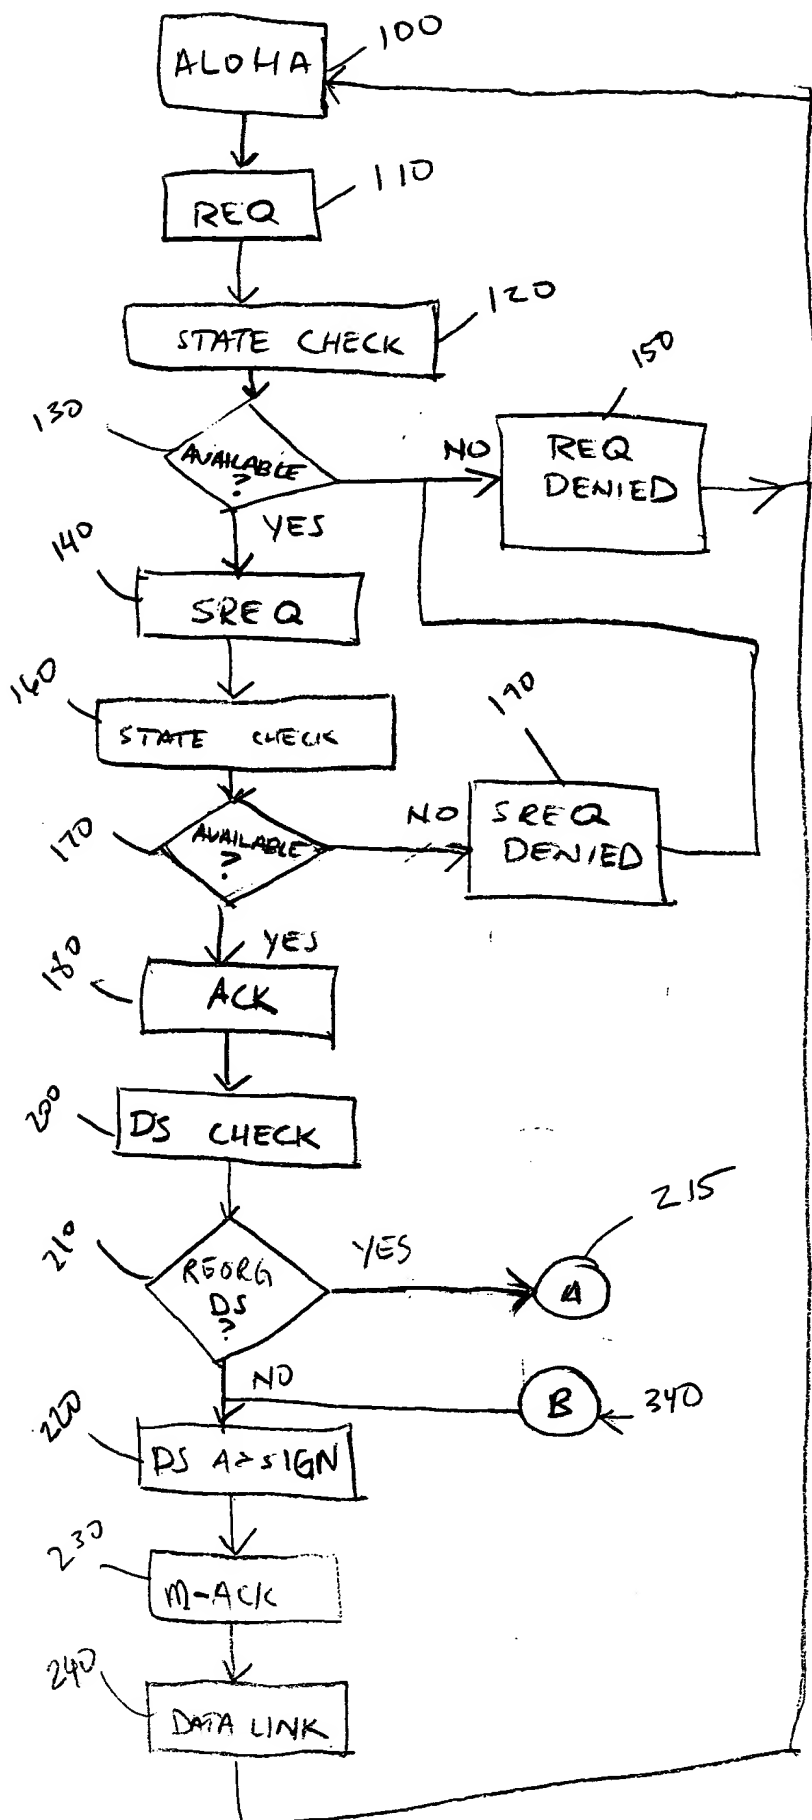 100
ALOHA
110
REQ
120
STATE CHECK
130
AVAILABLE
?
NO
150
REQ
DENIED
YES
140
SREQ
160
STATE CHECK
170
AVAILABLE
?
NO
190
SREQ
DENIED
YES
180
ACK
200
DS CHECK
210
REORG
DS
?
YES
215
A
NO
B
340
220
DS ASSIGN
230
M-ACK
240
DATA LINK